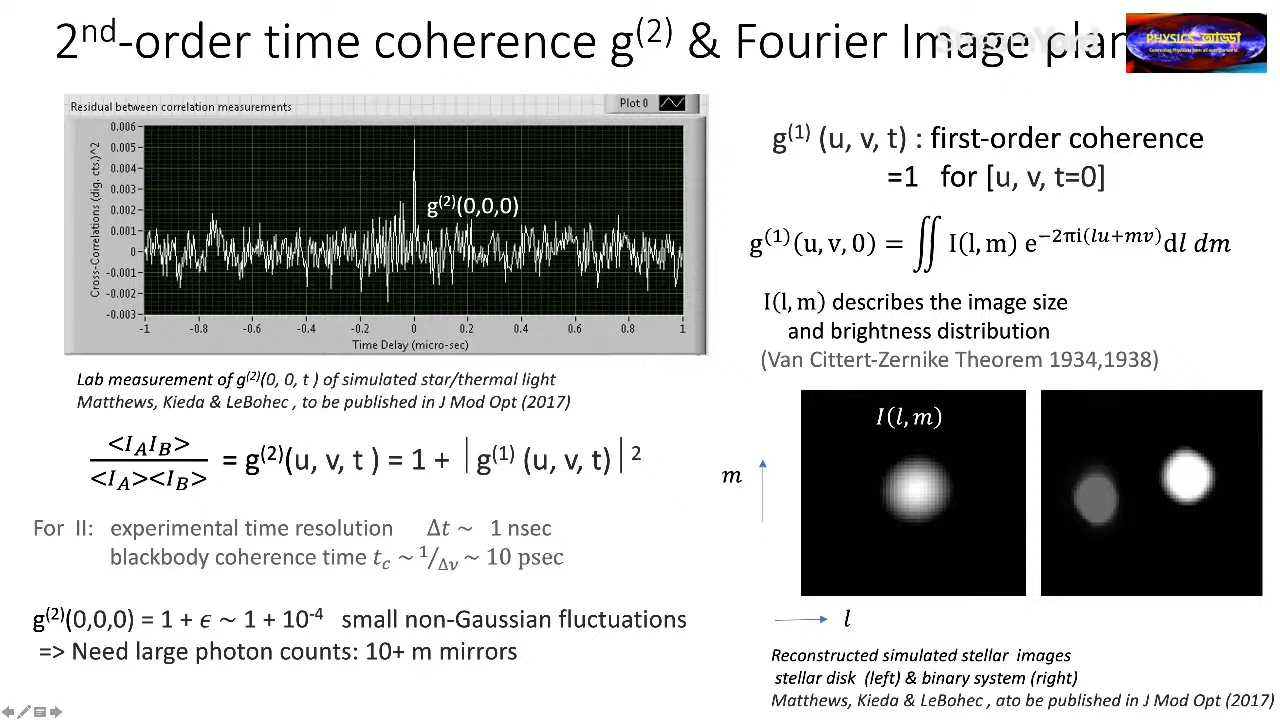 2nd-order time coherence g(2) & Fourier Image plan
PHYSICS_আড্ডা
Connecting Physicists from all over the world
Residual between correlation measurements
Plot 0
Cross-Correlations (dig. cts.)^2
0.006
0.005
0.004
0.003
0.002
0.001
0
-0.001
-0.002
-0.003
g(2)(0,0,0)
-1 -0.8 -0.6 -0.4 -0.2 0 0.2 0.4 0.6 0.8 1
Time Delay (micro-sec)
Lab measurement of g(2)(0, 0, t ) of simulated star/thermal light
Matthews, Kieda & LeBohec , to be published in J Mod Opt (2017)
<I_A I_B> / <I_A><I_B> = g(2)(u, v, t ) = 1 + | g(1) (u, v, t) | 2
For II: experimental time resolution Δt ~ 1 nsec
blackbody coherence time t_c ~ 1/Δν ~ 10 psec
g(2)(0,0,0) = 1 + ϵ ~ 1 + 10-4 small non-Gaussian fluctuations
=> Need large photon counts: 10+ m mirrors
g(1) (u, v, t) : first-order coherence
=1 for [u, v, t=0]
g(1)(u, v, 0) = ∬ I(l, m) e−2πi(lu+mv)dl dm
I(l, m) describes the image size
and brightness distribution
(Van Cittert-Zernike Theorem 1934,1938)
I(l, m)
m
l
Reconstructed simulated stellar images
stellar disk (left) & binary system (right)
Matthews, Kieda & LeBohec , ato be published in J Mod Opt (2017)